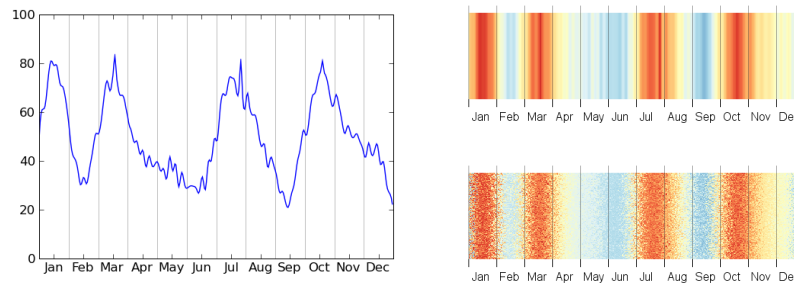 100
80
60
40
20
0
Jan Feb Mar Apr May Jun Jul Aug Sep Oct Nov Dec
Jan Feb Mar Apr May Jun Jul Aug Sep Oct Nov De
Jan Feb Mar Apr May Jun Jul Aug Sep Oct Nov De